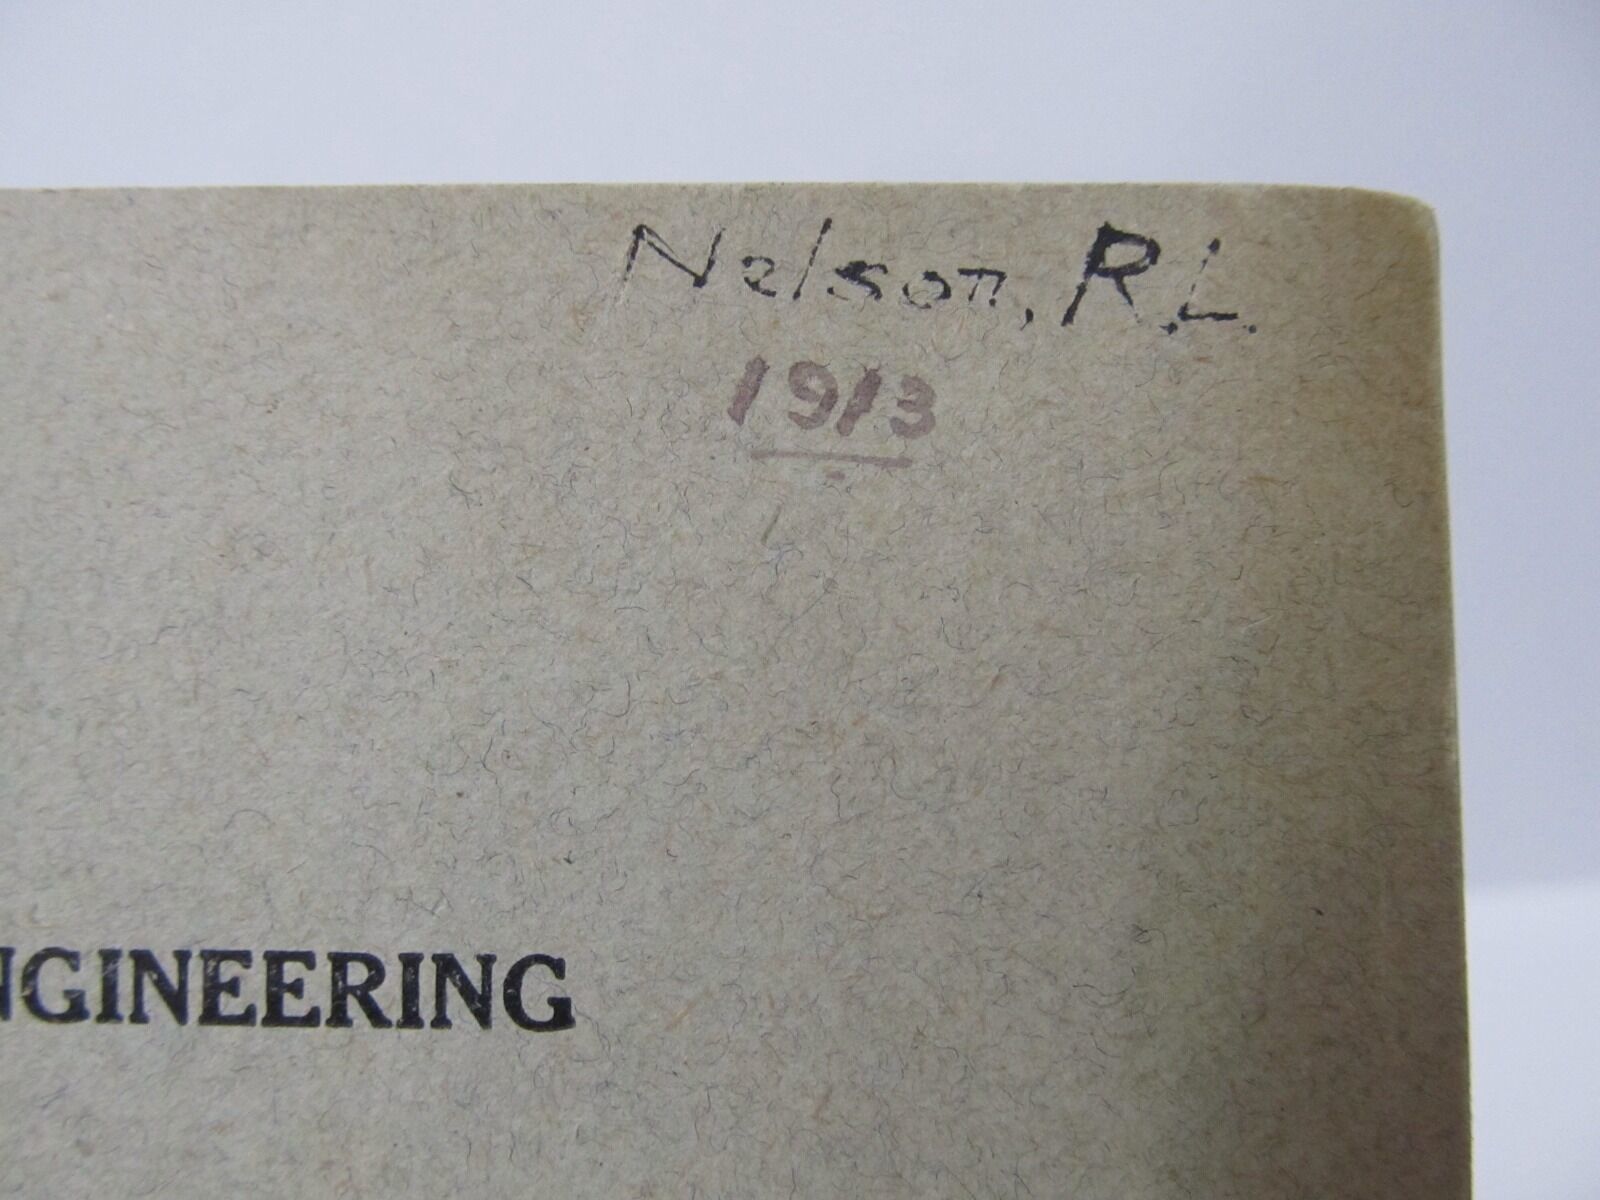 Nelson, R.L.
1913
NGINEERING